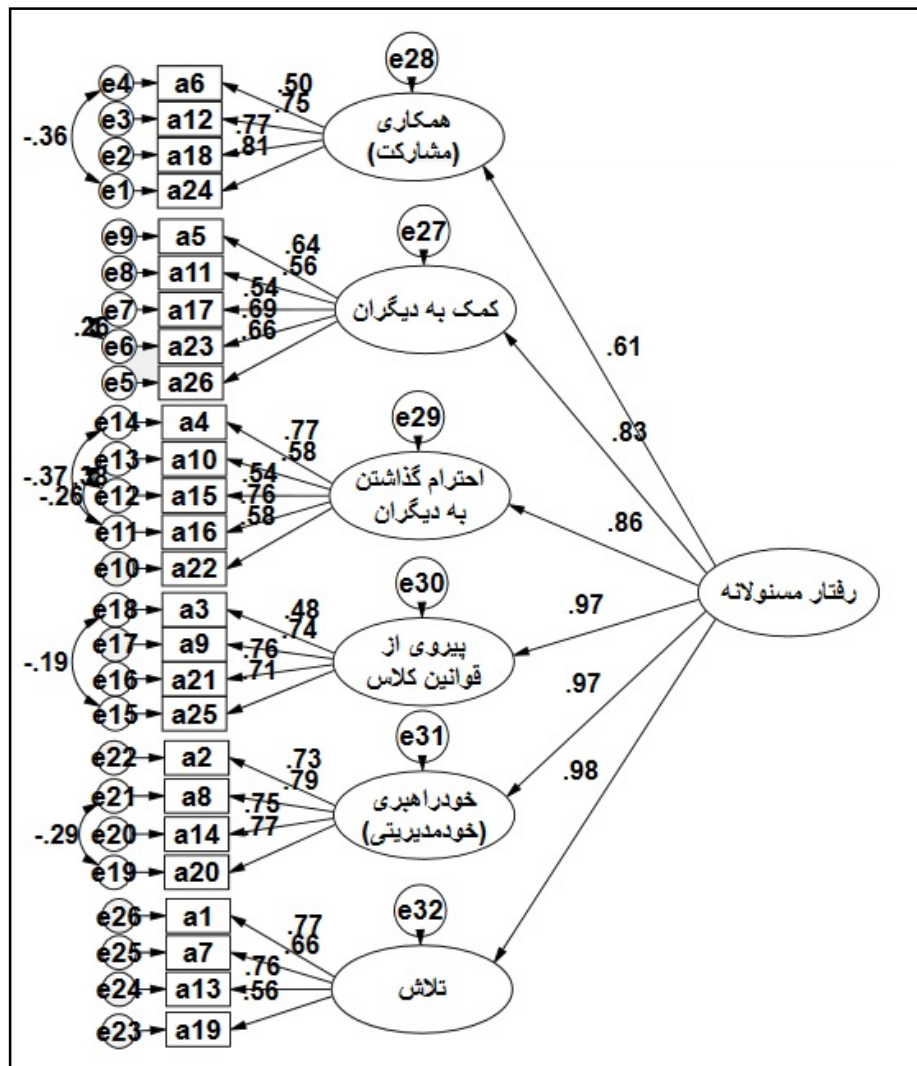 e28
e4
a6
.50
.75
e3
a12
.77
-.36
e2
a18
.81
e1
a24
همکاری
(مشارکت)
e27
e9
a5
.64
.56
e8
a11
.54
e7
a17
.69
e6
a23
.66
e5
a26
کمک به دیگران
.61
.83
e29
e14
a4
.77
.58
e13
a10
.54
-.37
e12
a15
.76
-.26
e11
a16
.58
e10
a22
احترام گذاشتن
به دیگران
.86
رفتار مسئولانه
e30
e18
a3
.48
.74
e17
a9
.76
-.19
e16
a21
.71
e15
a25
پیروی از
قوانین کلاس
.97
.97
.98
e31
e22
a2
.73
.79
e21
a8
.75
-.29
e20
a14
.77
e19
a20
خودراهبری
(خودمدیریتی)
e32
e26
a1
.77
.66
e25
a7
.76
e24
a13
.56
e23
a19
تلاش